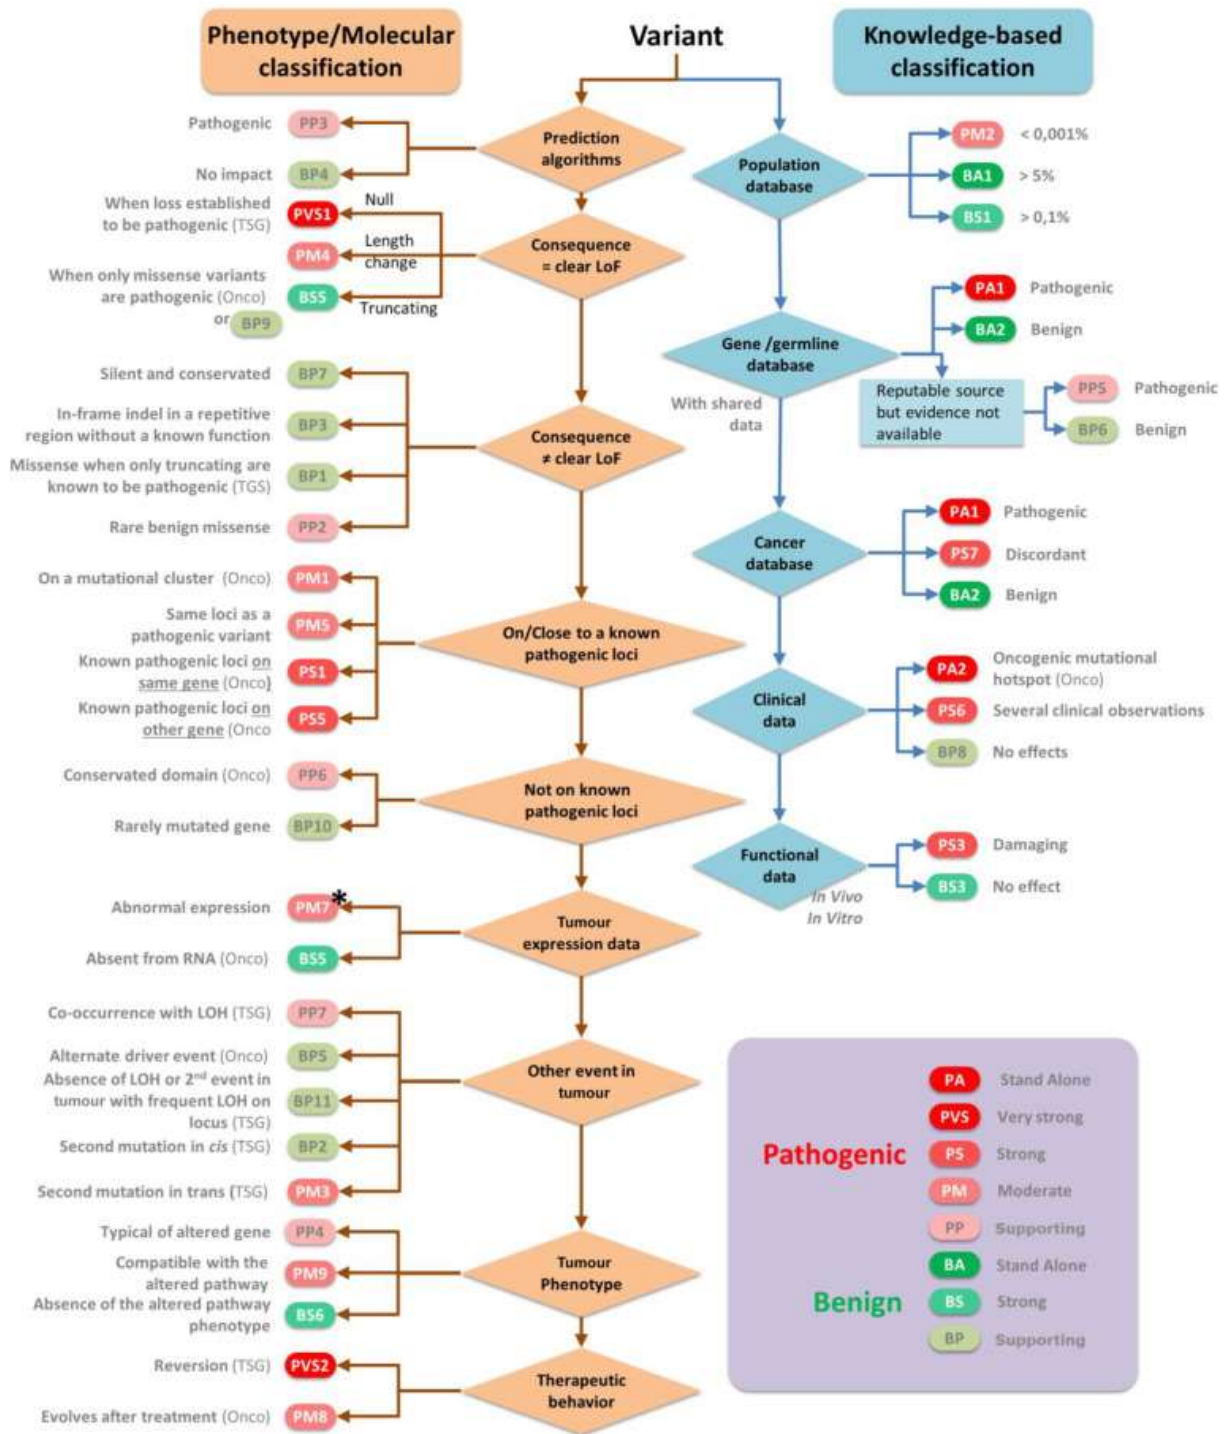 Phenotype/Molecular
classification
Variant
Knowledge-based
classification
Prediction
algorithms
Pathogenic PP3
No impact BP4
Consequence
= clear LoF
When loss established
to be pathogenic (TSG)
PVS1 Null
PM4 Length
change
When only missense variants
are pathogenic (Onco)
or BP9
BS5 Truncating
Consequence
≠ clear LoF
Silent and conservated BP7
In-frame indel in a repetitive
region without a known function
BP3
Missense when only truncating are
known to be pathogenic (TGS)
BP1
Rare benign missense PP2
On/Close to a known
pathogenic loci
On a mutational cluster (Onco) PM1
Same loci as a
pathogenic variant
PM5
Known pathogenic loci on
same gene (Onco)
PS1
Known pathogenic loci on
other gene (Onco
PS5
Not on known
pathogenic loci
Conservated domain (Onco) PP6
Rarely mutated gene BP10
Tumour
expression data
Abnormal expression PM7 *
Absent from RNA (Onco) BS5
Other event in
tumour
Co-occurrence with LOH (TSG) PP7
Alternate driver event (Onco) BP5
Absence of LOH or 2nd event in
tumour with frequent LOH on
locus (TSG)
BP11
Second mutation in cis (TSG) BP2
Second mutation in trans (TSG) PM3
Tumour
Phenotype
Typical of altered gene PP4
Compatible with the
altered pathway
PM9
Absence of the altered pathway
phenotype
BS6
Therapeutic
behavior
Reversion (TSG) PVS2
Evolves after treatment (Onco) PM8
Population
database
PM2 < 0,001%
BA1 > 5%
BS1 > 0,1%
Gene /germline
database
With shared
data
PA1 Pathogenic
BA2 Benign
Reputable source
but evidence not
available
PP5 Pathogenic
BP6 Benign
Cancer
database
PA1 Pathogenic
PS7 Discordant
BA2 Benign
Clinical
data
PA2 Oncogenic mutational
hotspot (Onco)
PS6 Several clinical observations
BP8 No effects
Functional
data
In Vivo
In Vitro
PS3 Damaging
BS3 No effect
Pathogenic
PA Stand Alone
PVS Very strong
PS Strong
PM Moderate
PP Supporting
Benign
BA Stand Alone
BS Strong
BP Supporting